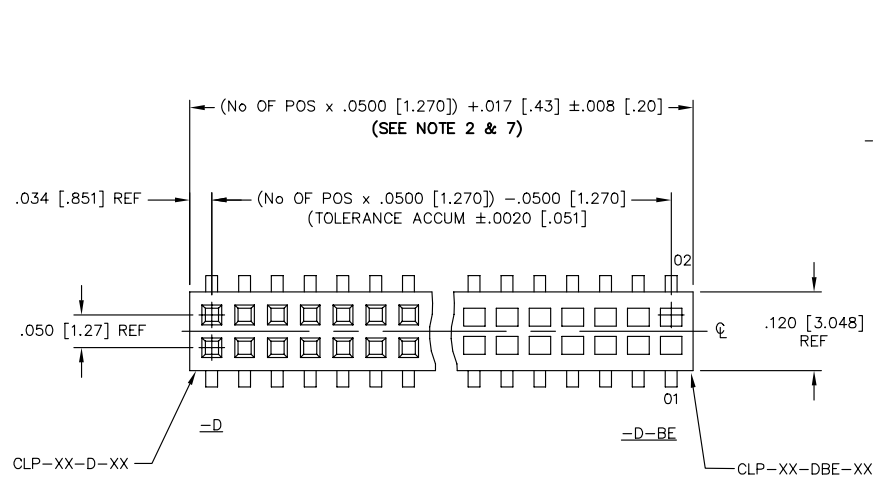 (No OF POS x .0500 [1.270]) +.017 [.43] ±.008 [.20]
(SEE NOTE 2 & 7)
.034 [.851] REF
(No OF POS x .0500 [1.270]) −.0500 [1.270]
(TOLERANCE ACCUM ±.0020 [.051]
02
.050 [1.27] REF
℄
.120 [3.048]
REF
01
−D
−D−BE
CLP−XX−D−XX
CLP−XX−DBE−XX